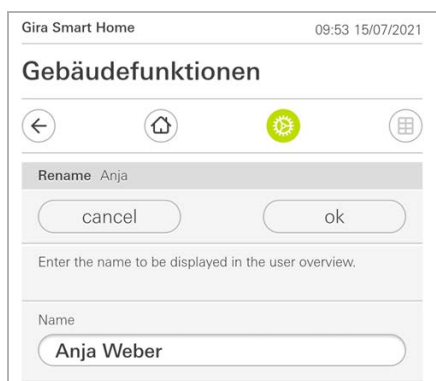 Gira Smart Home 09:53 15/07/2021
Gebäudefunktionen
Rename Anja
cancel ok
Enter the name to be displayed in the user overview.
Name
Anja Weber